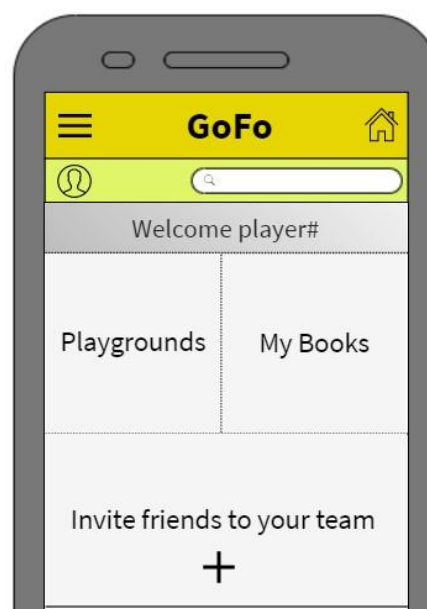 GoFo
Welcome player#
Playgrounds
My Books
Invite friends to your team
+